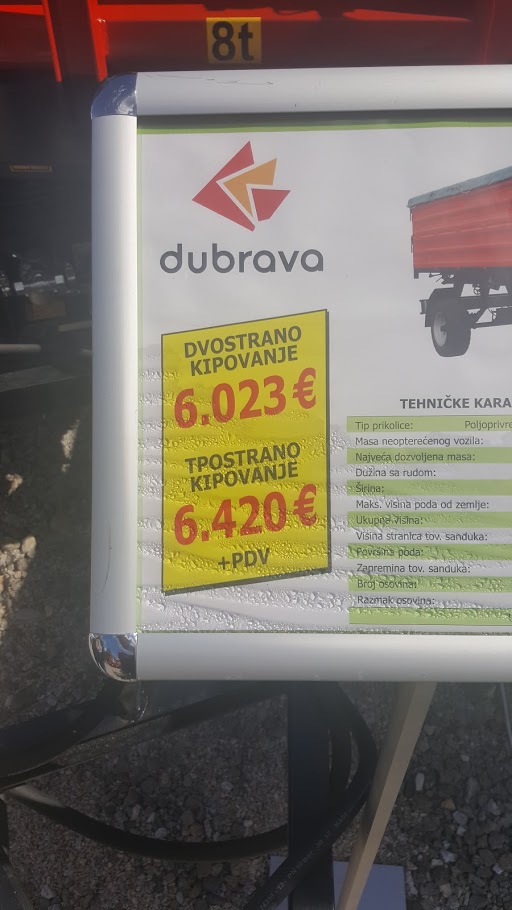 8t
dubrava
DVOSTRANO
KIPOVANJE
6.023 €
TPOSTRANO
KIPOVANJE
6.420 €
+PDV
TEHNIČKE KARA
Tip prikolice: Poljoprivre
Masa neopterećenog vozila:
Najveća dozvoljena masa:
Dužina sa rudom:
Širina:
Maks. visina poda od zemlje:
Ukupna visina:
Visina stranica tov. sanduka:
Površina poda:
Zapremina tov. sanduka:
Broj osovina:
Razmak osovina: